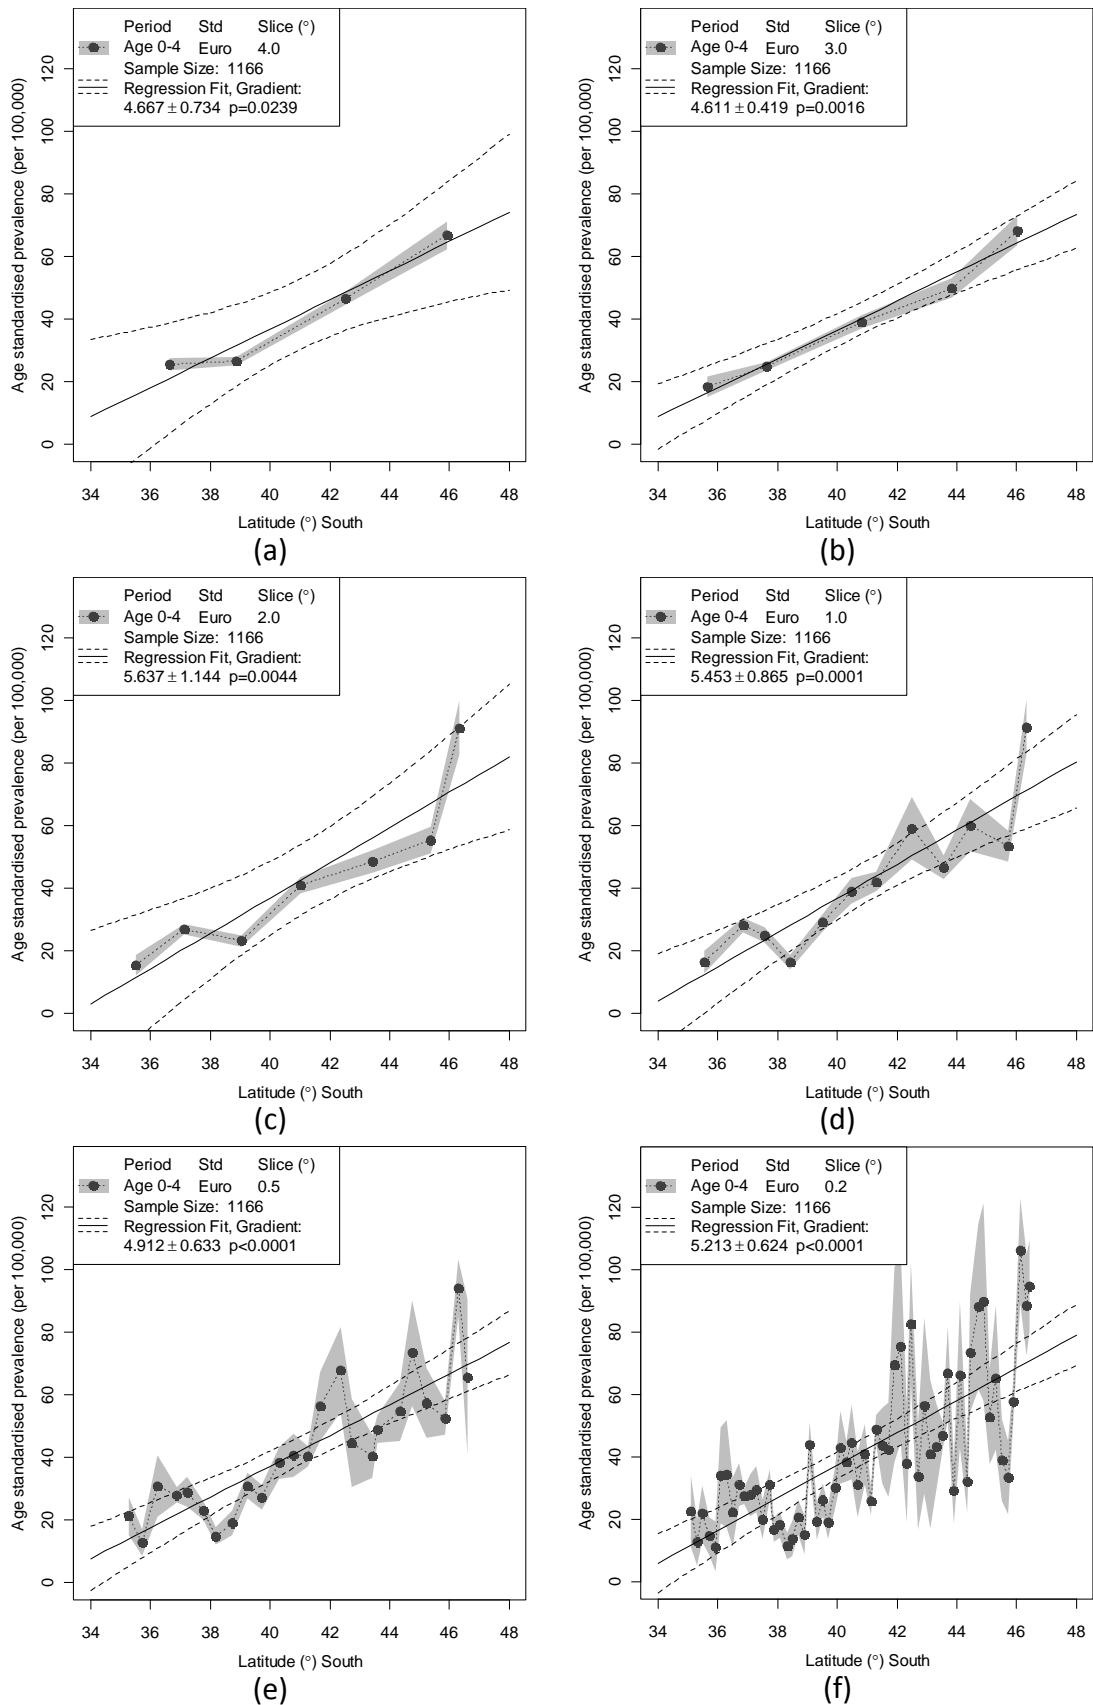 Period Std Slice (°)
Age 0-4 Euro 4.0
Sample Size: 1166
Regression Fit, Gradient:
4.667 ± 0.734 p=0.0239
Age standardised prevalence (per 100,000)
0 20 40 60 80 100 120
34 36 38 40 42 44 46 48
Latitude (°) South
(a)
Period Std Slice (°)
Age 0-4 Euro 3.0
Sample Size: 1166
Regression Fit, Gradient:
4.611 ± 0.419 p=0.0016
Age standardised prevalence (per 100,000)
0 20 40 60 80 100 120
34 36 38 40 42 44 46 48
Latitude (°) South
(b)
Period Std Slice (°)
Age 0-4 Euro 2.0
Sample Size: 1166
Regression Fit, Gradient:
5.637 ± 1.144 p=0.0044
Age standardised prevalence (per 100,000)
0 20 40 60 80 100 120
34 36 38 40 42 44 46 48
Latitude (°) South
(c)
Period Std Slice (°)
Age 0-4 Euro 1.0
Sample Size: 1166
Regression Fit, Gradient:
5.453 ± 0.865 p=0.0001
Age standardised prevalence (per 100,000)
0 20 40 60 80 100 120
34 36 38 40 42 44 46 48
Latitude (°) South
(d)
Period Std Slice (°)
Age 0-4 Euro 0.5
Sample Size: 1166
Regression Fit, Gradient:
4.912 ± 0.633 p<0.0001
Age standardised prevalence (per 100,000)
0 20 40 60 80 100 120
34 36 38 40 42 44 46 48
Latitude (°) South
(e)
Period Std Slice (°)
Age 0-4 Euro 0.2
Sample Size: 1166
Regression Fit, Gradient:
5.213 ± 0.624 p<0.0001
Age standardised prevalence (per 100,000)
0 20 40 60 80 100 120
34 36 38 40 42 44 46 48
Latitude (°) South
(f)